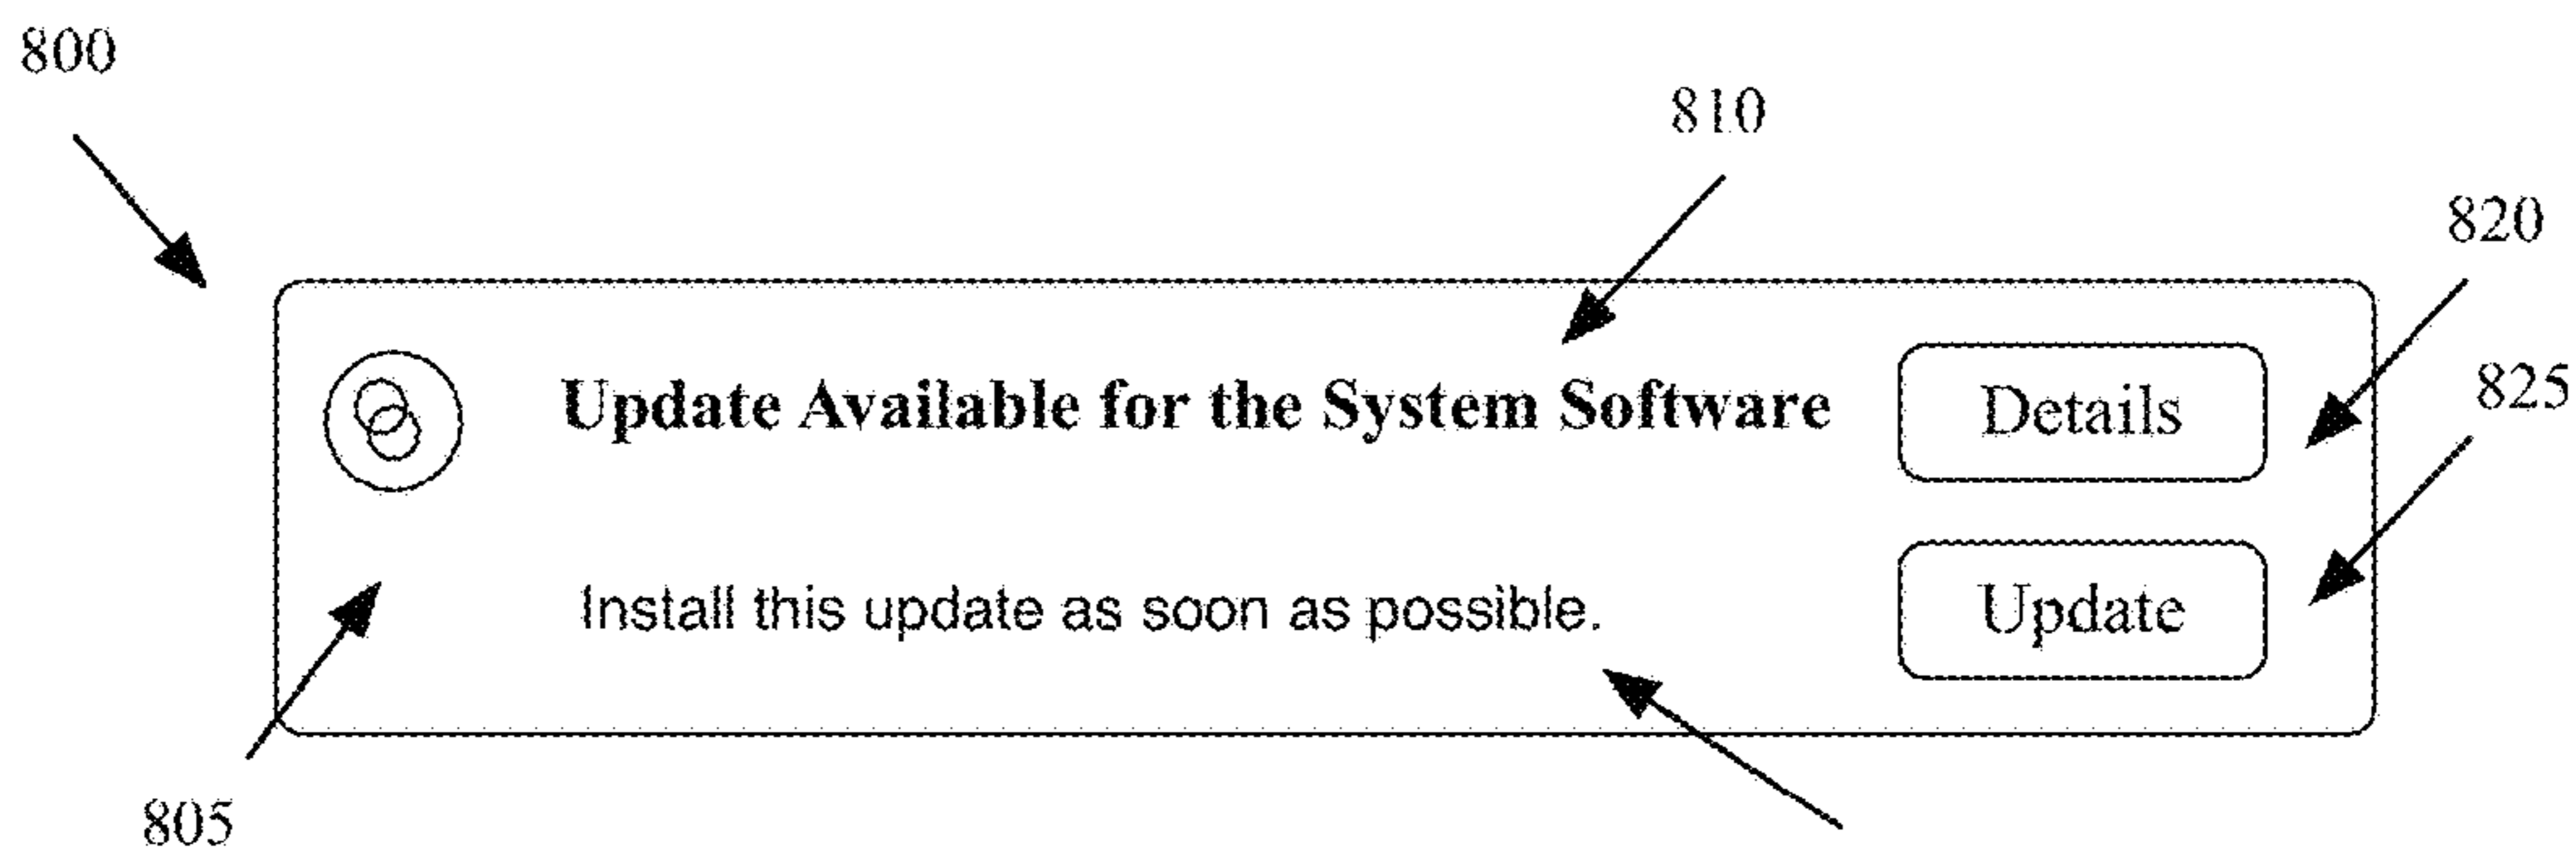 800
810
820
825
Update Available for the System Software
Details
Install this update as soon as possible.
Update
805